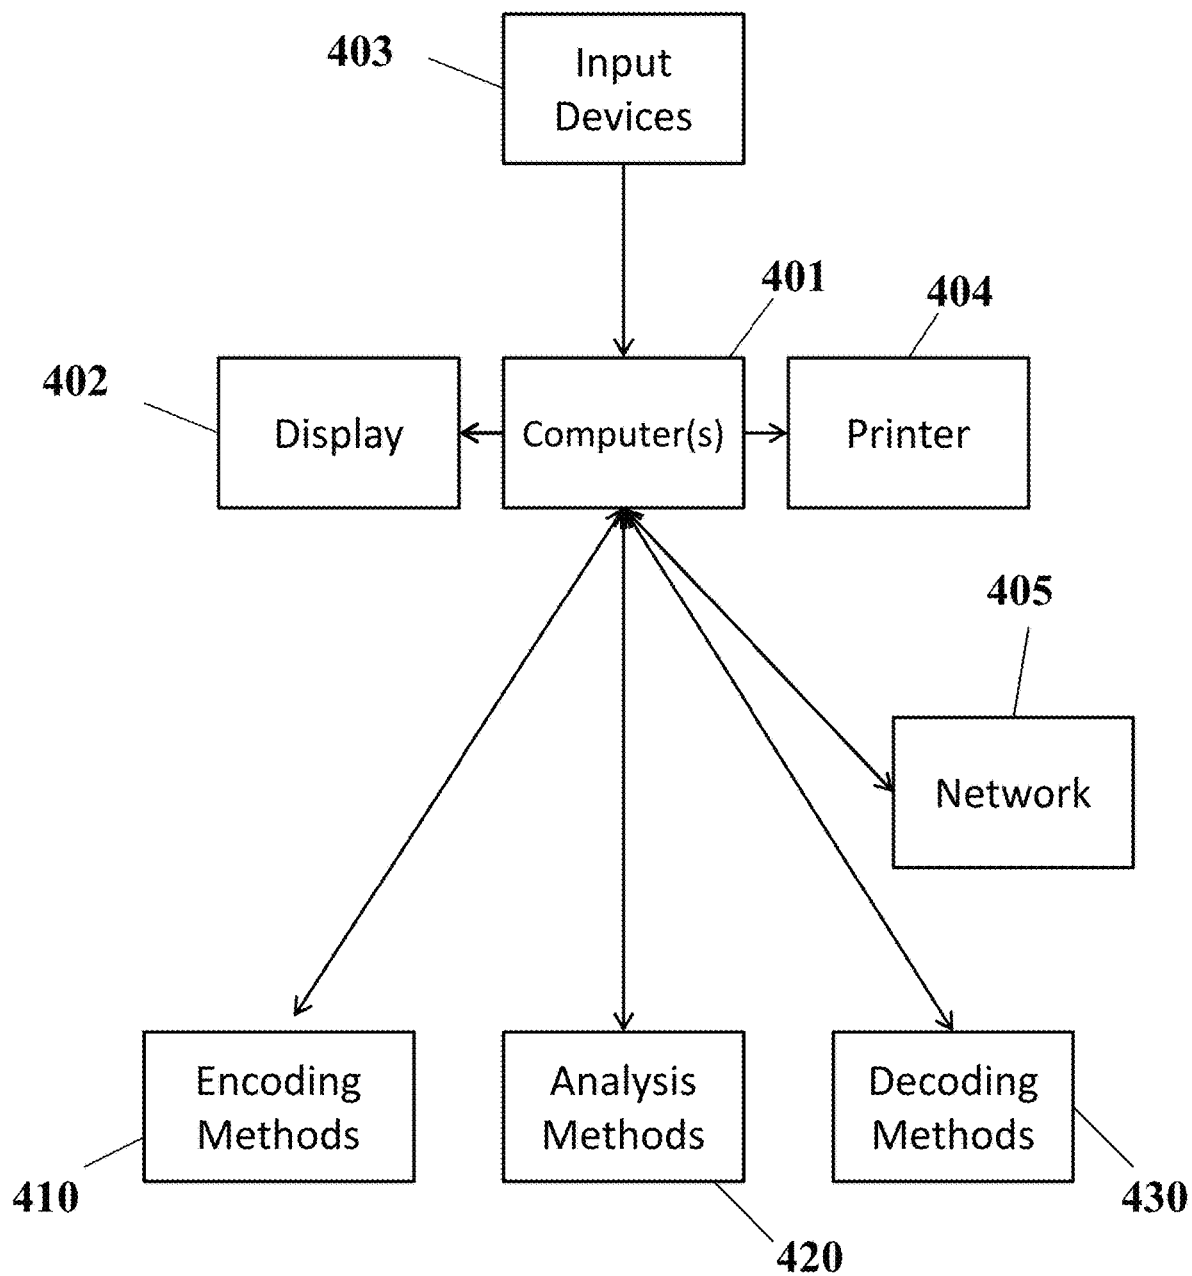 403
Input
Devices
401
404
402
Display
Computer(s)
Printer
405
Network
Encoding
Methods
Analysis
Methods
Decoding
Methods
410
420
430